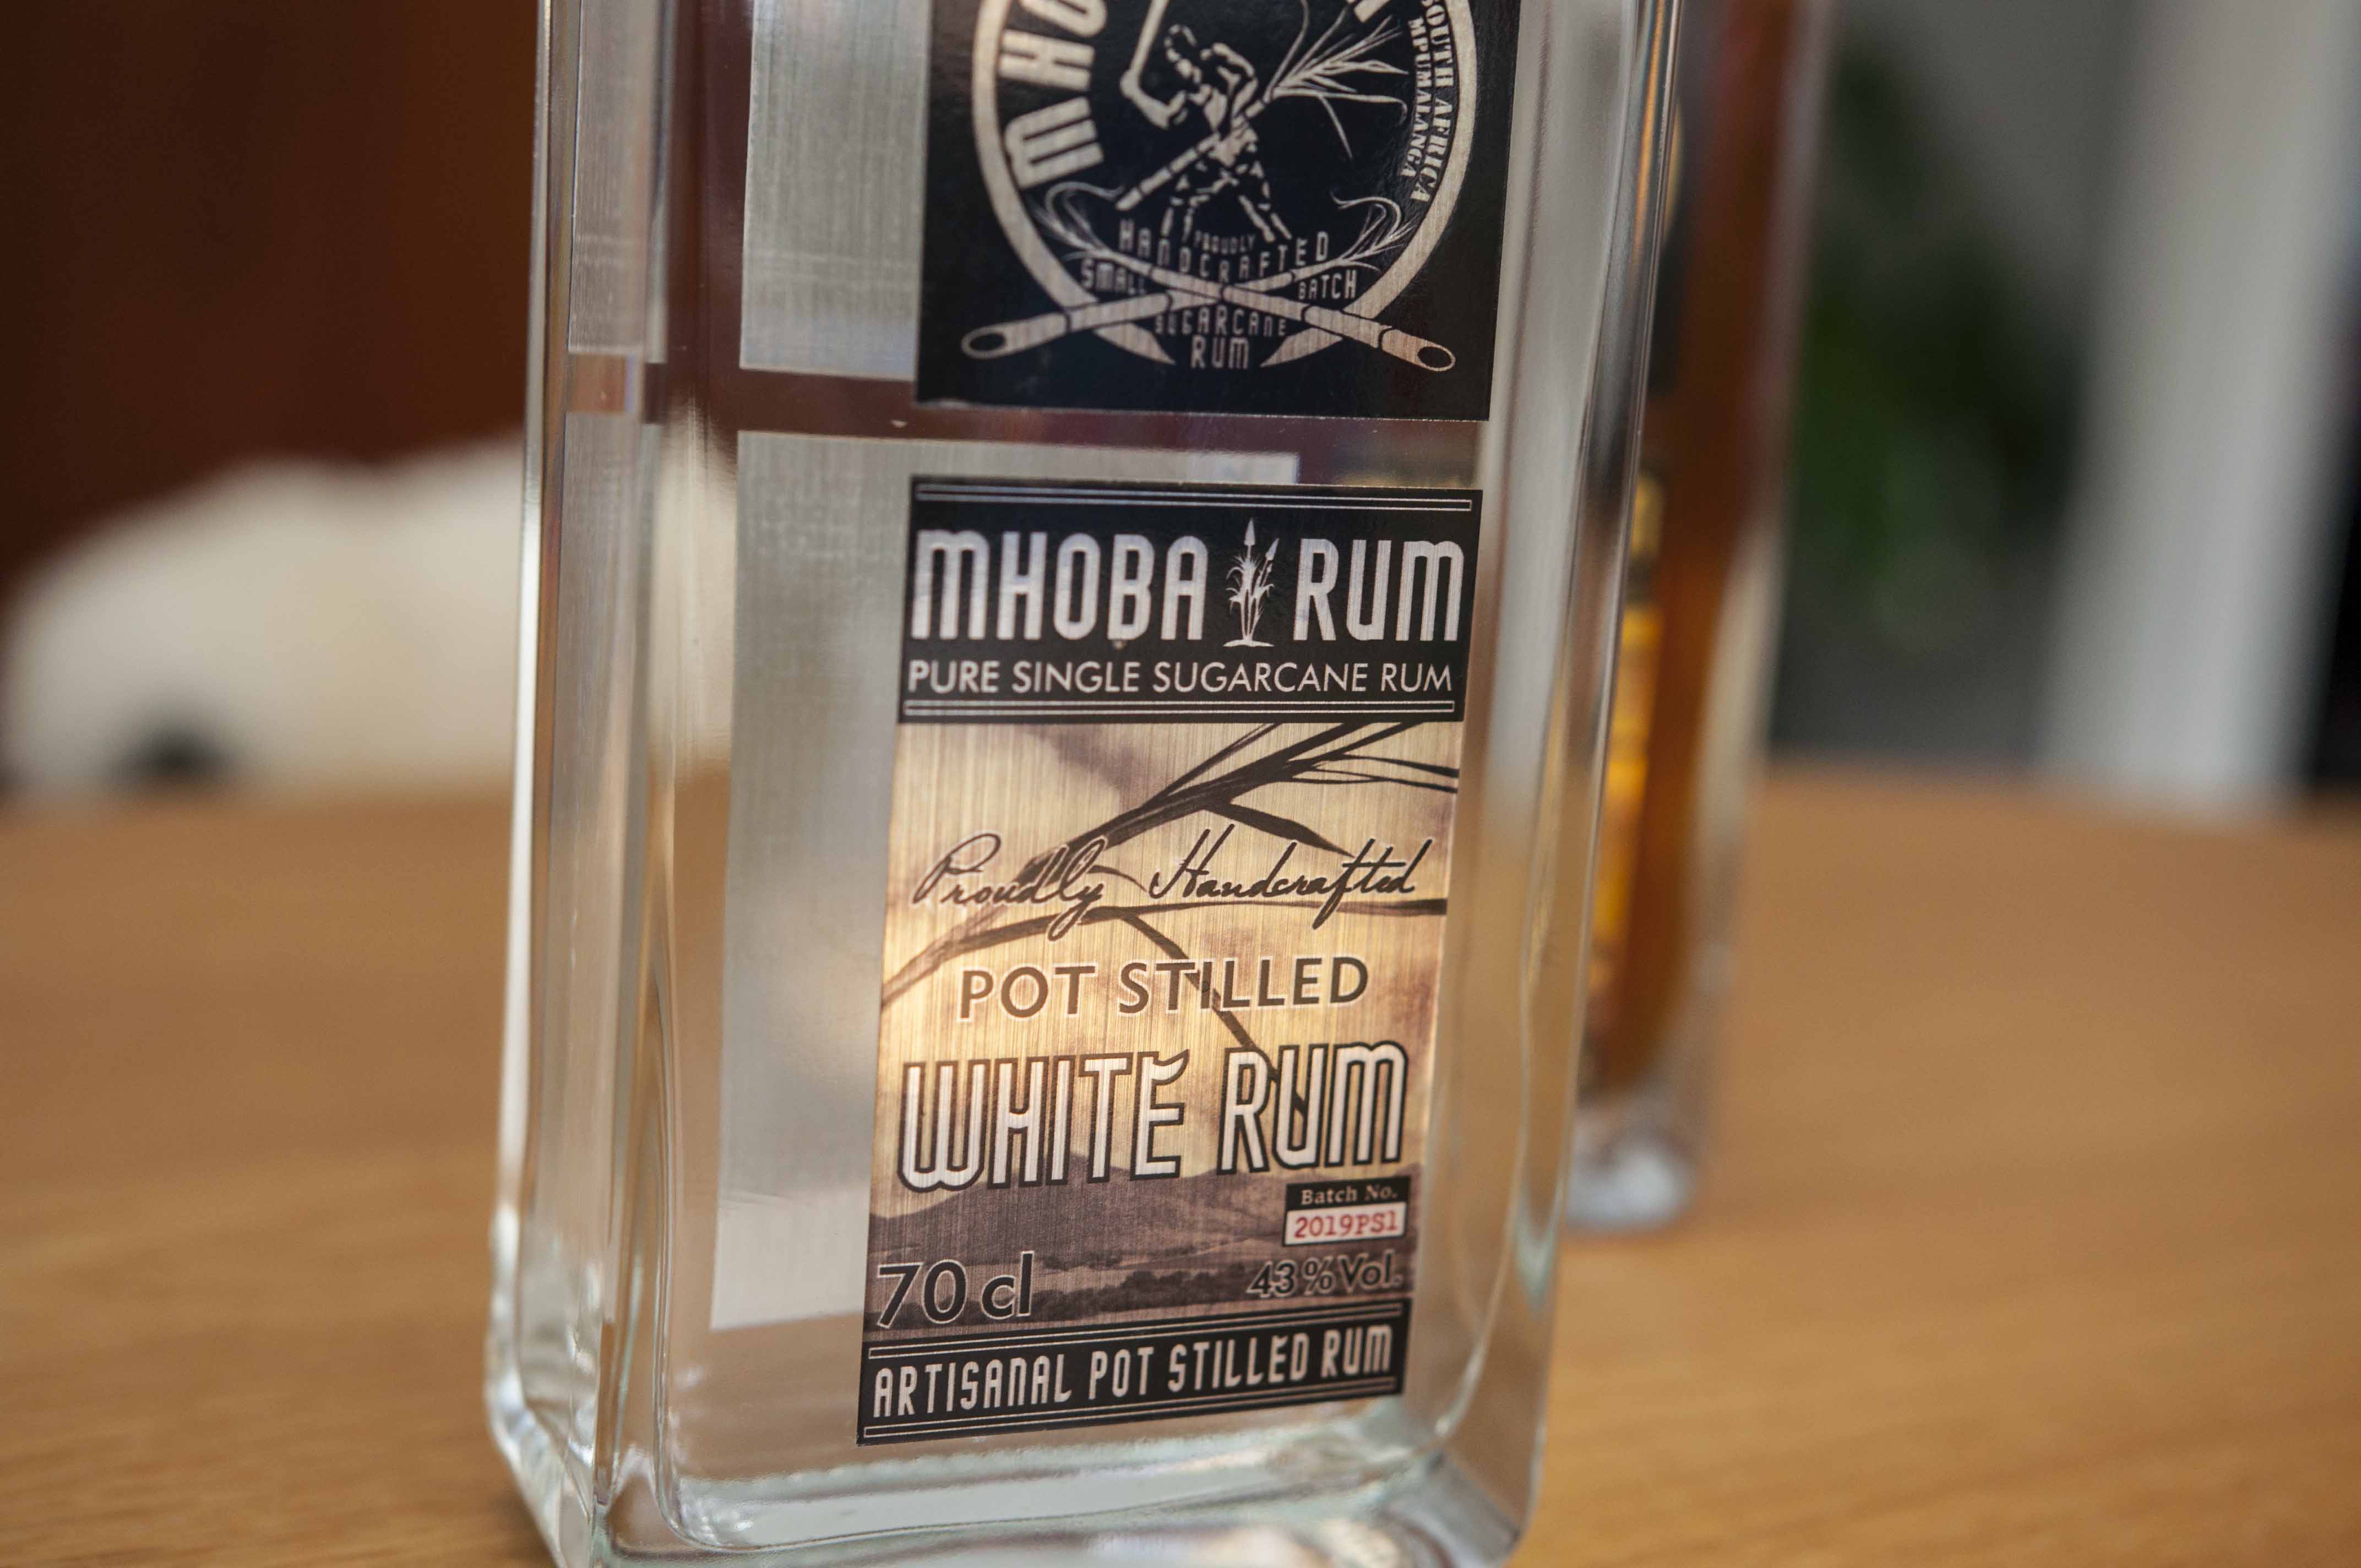 MHO
SOUTH AFRICA
MPUMALANGA
PROUDLY
HANDCRAFTED
SMALL BATCH
SUGARCANE
RUM
MHOBA RUM
PURE SINGLE SUGARCANE RUM
Proudly Handcrafted
POT STILLED
WHITE RUM
Batch No.
2019PS1
70 cl 43 % Vol.
ARTISANAL POT STILLED RUM